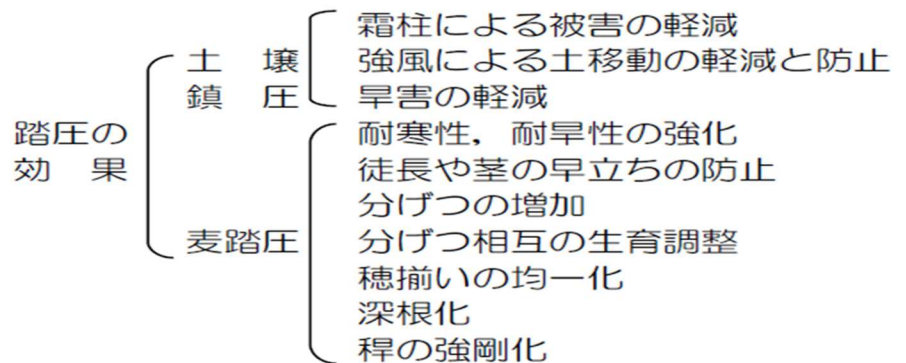 霜柱による被害の軽減
土　壌
強風による土移動の軽減と防止
鎮　圧
旱害の軽減
踏圧の
効　果
耐寒性，耐旱性の強化
徒長や茎の早立ちの防止
分げつの増加
麦踏圧
分げつ相互の生育調整
穂揃いの均一化
深根化
稈の強剛化